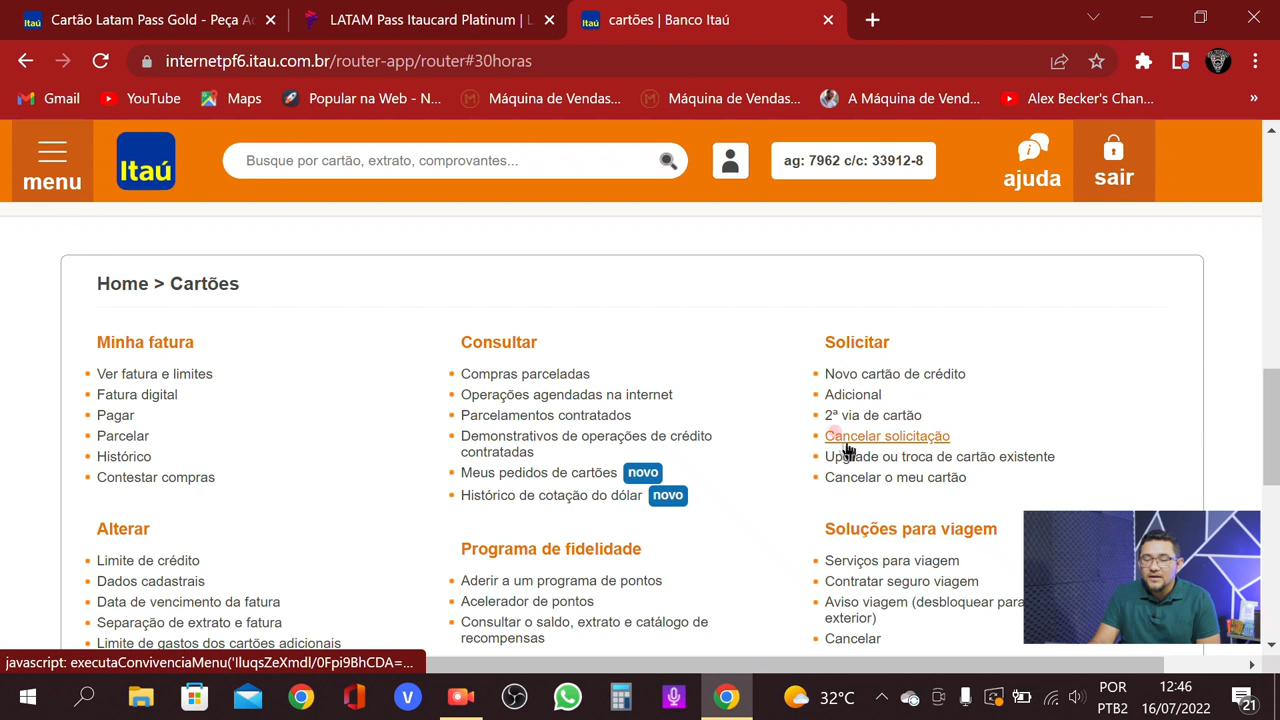 Cartão Latam Pass Gold - Peça Ac
LATAM Pass Itaucard Platinum | L
cartões | Banco Itaú
internetpf6.itau.com.br/router-app/router#30horas
Gmail
YouTube
Maps
Popular na Web - N...
Máquina de Vendas...
Máquina de Vendas...
A Máquina de Vend...
Alex Becker's Chan...
»
menu
Itaú
Busque por cartão, extrato, comprovantes...
ag: 7962 c/c: 33912-8
ajuda
sair
Home > Cartões
Minha fatura
Ver fatura e limites
Fatura digital
Pagar
Parcelar
Histórico
Contestar compras
Alterar
Limite de crédito
Dados cadastrais
Data de vencimento da fatura
Separação de extrato e fatura
Limite de gastos dos cartões adicionais
Consultar
Compras parceladas
Operações agendadas na internet
Parcelamentos contratados
Demonstrativos de operações de crédito
contratadas
Meus pedidos de cartões novo
Histórico de cotação do dólar novo
Programa de fidelidade
Aderir a um programa de pontos
Acelerador de pontos
Consultar o saldo, extrato e catálogo de
recompensas
Solicitar
Novo cartão de crédito
Adicional
2ª via de cartão
Cancelar solicitação
Upgrade ou troca de cartão existente
Cancelar o meu cartão
Soluções para viagem
Serviços para viagem
Contratar seguro viagem
Aviso viagem (desbloquear para
exterior)
Cancelar
32°C
POR
PTB2
12:46
16/07/2022
21